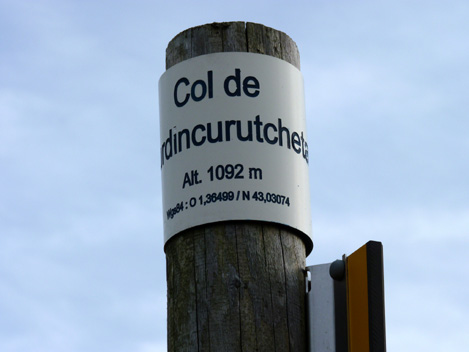 Col de
rdincurutcheta
Alt. 1092 m
Wgs84 : O 1,36499 / N 43,03074